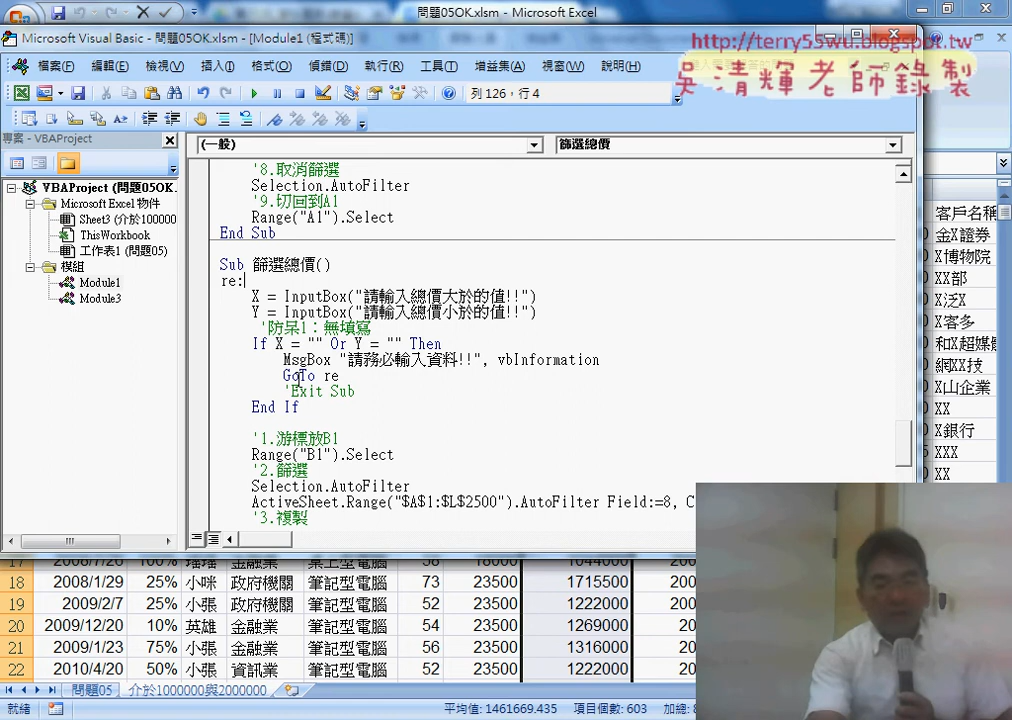 問題05OK.xlsm - Microsoft Excel
Microsoft Visual Basic - 問題05OK.xlsm - [Module1 (程式碼)]
http://terry55wu.blogspot.tw
吳清輝老師錄製
檔案(F) 編輯(E) 檢視(V) 插入(I) 格式(O) 偵錯(D) 執行(R) 工具(T) 增益集(A) 視窗(W) 說明(H)
列 126，行 4
專案 - VBAProject
(一般) 篩選總價
VBAProject (問題05OK.
Microsoft Excel 物件
Sheet3 (介於100000
ThisWorkbook
工作表1 (問題05)
模組
Module1
Module3
'8.取消篩選
Selection.AutoFilter
'9.切回到A1
Range("A1").Select
End Sub
Sub 篩選總價()
re:
X = InputBox("請輸入總價大於的值!!")
Y = InputBox("請輸入總價小於的值!!")
'防呆1：無填寫
If X = "" Or Y = "" Then
MsgBox "請務必輸入資料!!", vbInformation
GoTo re
'Exit Sub
End If
'1.游標放B1
Range("B1").Select
'2.篩選
Selection.AutoFilter
ActiveSheet.Range("$A$1:$L$2500").AutoFilter Field:=8, C
'3.複製
客戶名稱
金X證券
X博物院
XX部
X泛X
X客多
和X超媒
網XX技
X山企業
XX
X銀行
XXX
XX
18 2008/1/29 25% 小咪 政府機關 筆記型電腦 73 23500 1715500 200
19 2009/2/7 25% 小張 政府機關 筆記型電腦 52 23500 1222000 200
20 2009/12/20 10% 英雄 金融業 筆記型電腦 54 23500 1269000 20
21 2009/1/23 75% 小張 金融業 筆記型電腦 56 23500 1316000 20
22 2010/4/20 50% 小張 資訊業 筆記型電腦 52 23500 1222000 20
問題05 介於1000000與2000000
就緒 平均值: 1461669.435 項目個數: 603 加總: